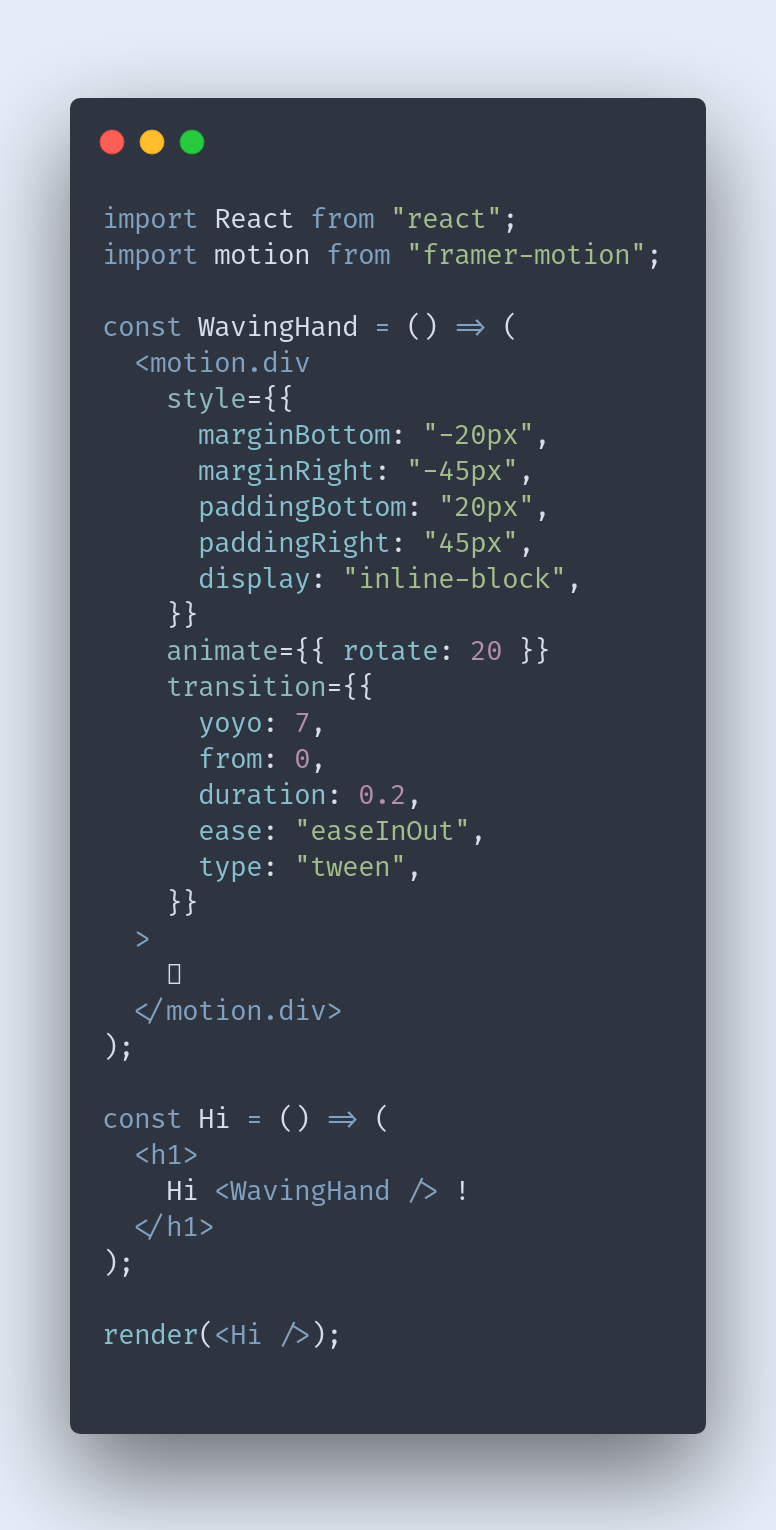 import React from "react";
import motion from "framer-motion";

const WavingHand = () => (
  <motion.div
    style={{
      marginBottom: "-20px",
      marginRight: "-45px",
      paddingBottom: "20px",
      paddingRight: "45px",
      display: "inline-block",
    }}
    animate={{ rotate: 20 }}
    transition={{
      yoyo: 7,
      from: 0,
      duration: 0.2,
      ease: "easeInOut",
      type: "tween",
    }}
  >
    ▯
  </motion.div>
);

const Hi = () => (
  <h1>
    Hi <WavingHand /> !
  </h1>
);

render(<Hi />);